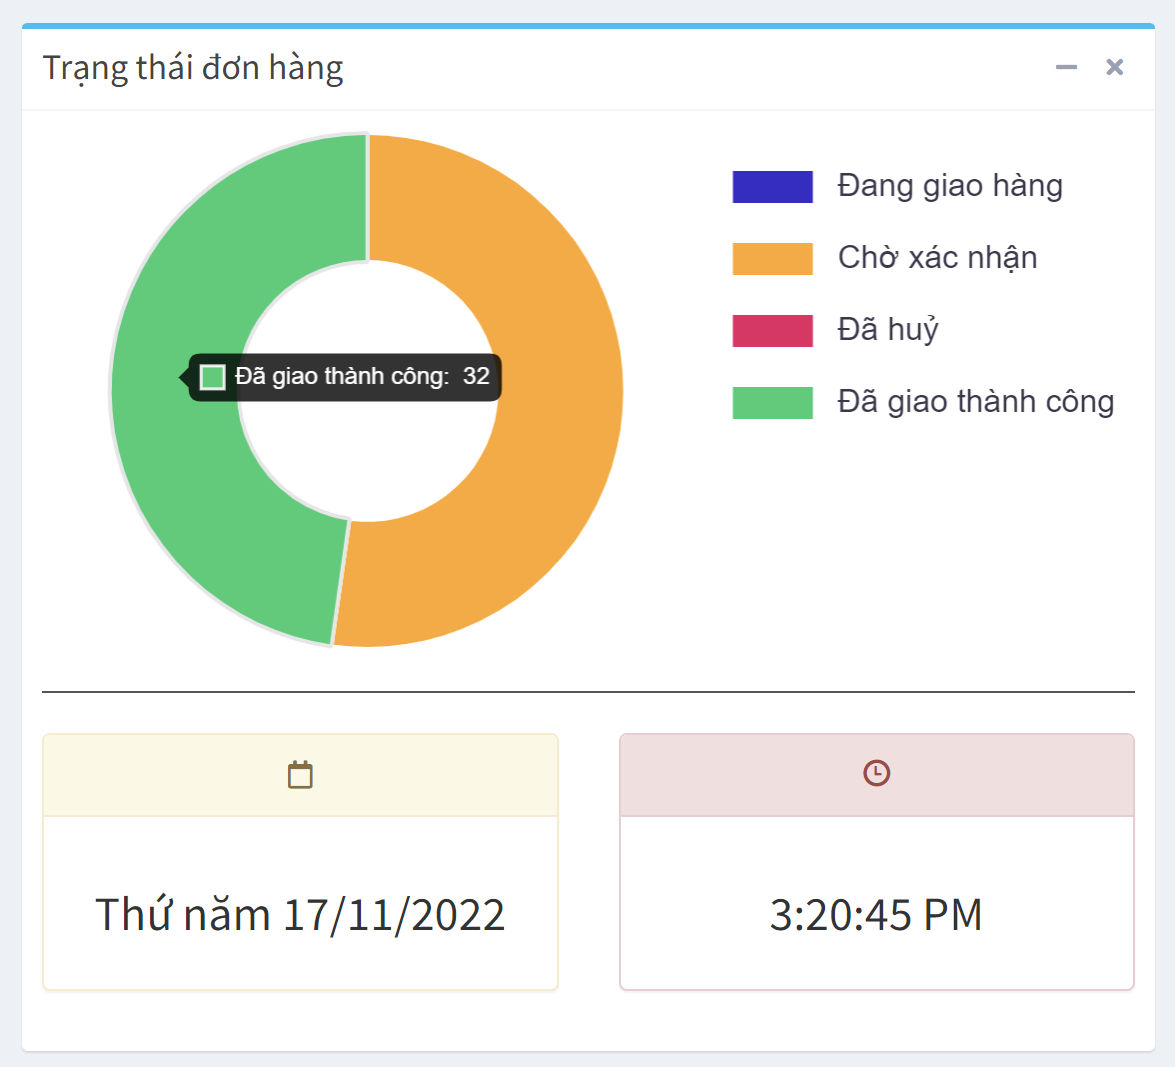 Trạng thái đơn hàng
Đang giao hàng
Chờ xác nhận
Đã huỷ
Đã giao thành công
Đã giao thành công: 32
Thứ năm 17/11/2022
3:20:45 PM